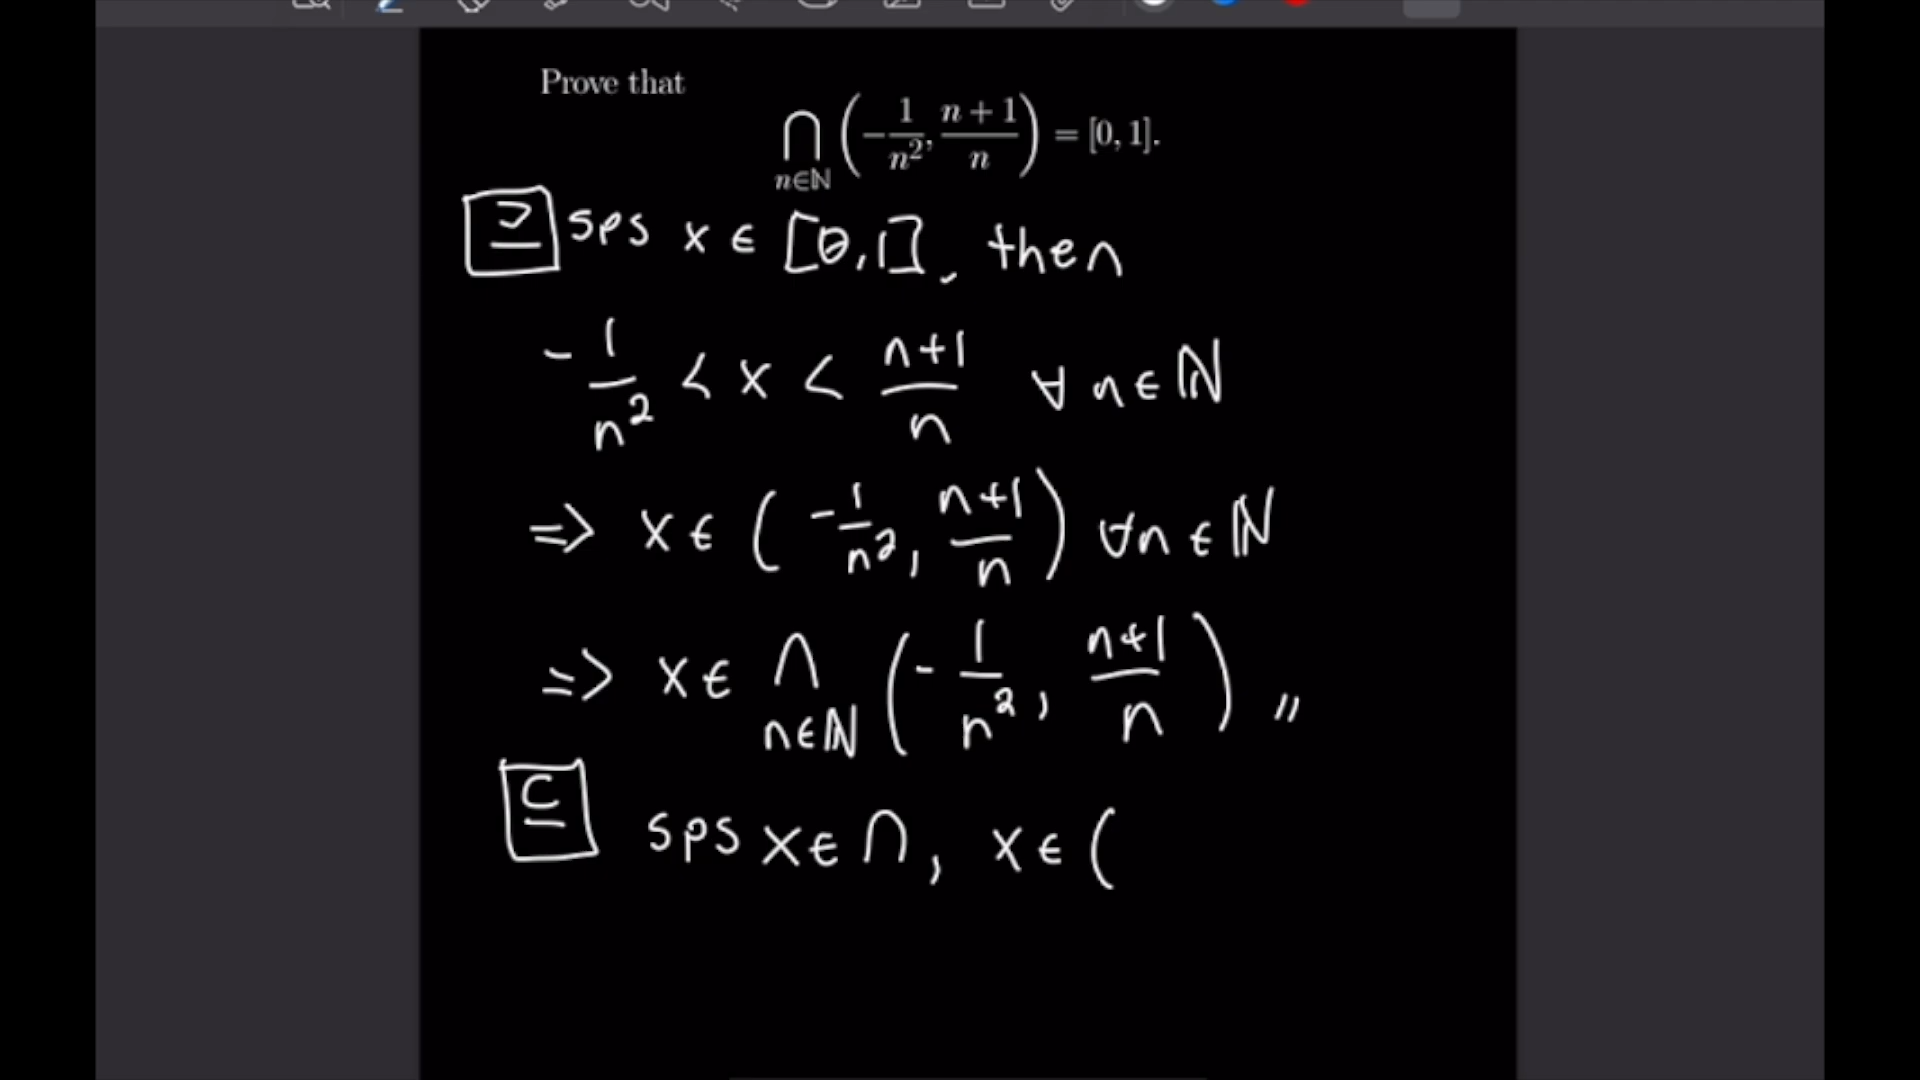 Prove that
⋂ₙ∈ℕ (−1/n², (n+1)/n) = [0, 1].
⊇ sps x ∈ [0,1], then
−1/n² < x < (n+1)/n ∀ n ∈ ℕ
=> x ∈ (−1/n², (n+1)/n) ∀n ∈ ℕ
=> x ∈ ⋂ₙ∈ℕ (−1/n², (n+1)/n) „
⊆ sps x ∈ ∩, x ∈ (